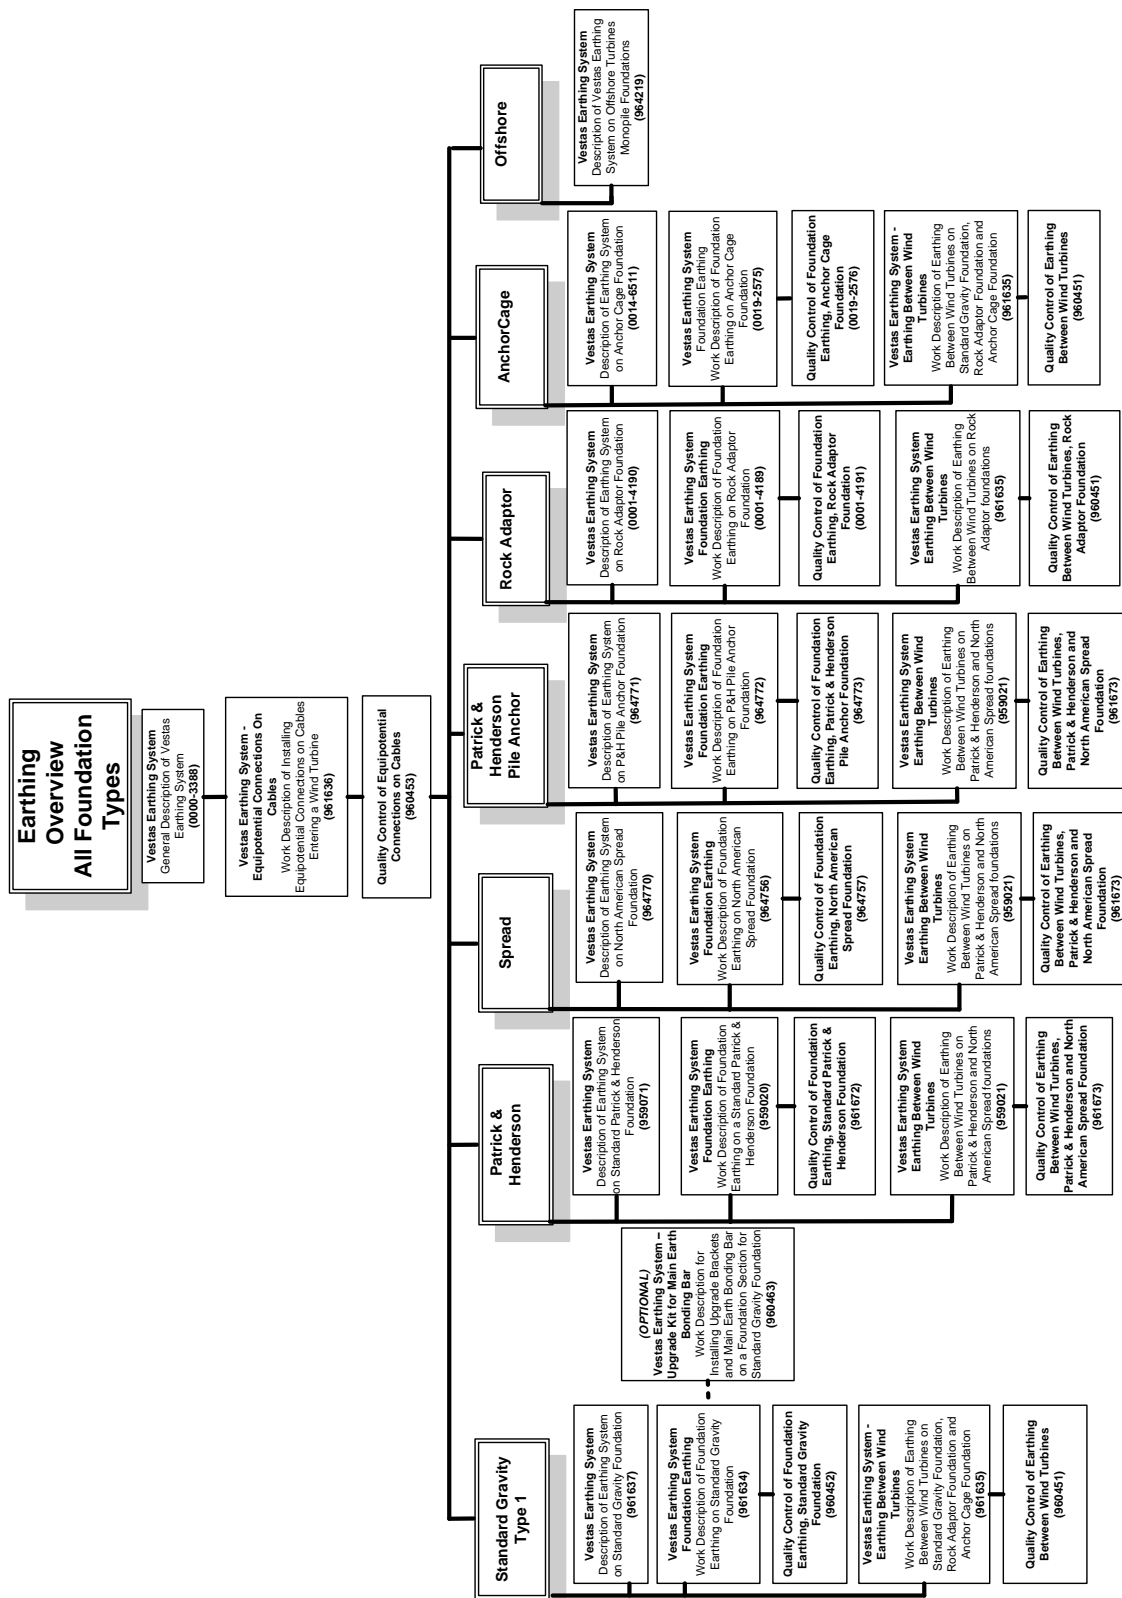 Earthing
Overview
All Foundation
Types
Vestas Earthing System
General Description of Vestas
Earthing System
(0000-3388)
Vestas Earthing System -
Equipotential Connections On
Cables
Work Description of Installing
Equipotential Connections on Cables
Entering a Wind Turbine
(961636)
Quality Control of Equipotential
Connections on Cables
(960453)
Standard Gravity
Type 1
Vestas Earthing System
Description of Earthing System
on Standard Gravity Foundation
(961637)
Vestas Earthing System
Foundation Earthing
Work Description of Foundation
Earthing on Standard Gravity
Foundation
(961634)
Quality Control of Foundation
Earthing, Standard Gravity
Foundation
(960452)
Vestas Earthing System -
Earthing Between Wind
Turbines
Work Description of Earthing
Between Wind Turbines on
Standard Gravity Foundation,
Rock Adaptor Foundation and
Anchor Cage Foundation
(961635)
Quality Control of Earthing
Between Wind Turbines
(960451)
(OPTIONAL)
Vestas Earthing System –
Upgrade Kit for Main Earth
Bonding Bar
Work Description for
Installing Upgrade Brackets
and Main Earth Bonding Bar
on a Foundation Section for
Standard Gravity Foundation
(960463)
Patrick &
Henderson
Vestas Earthing System
Description of Earthing System
on Standard Patrick & Henderson
Foundation
(959071)
Vestas Earthing System
Foundation Earthing
Work Description of Foundation
Earthing on a Standard Patrick &
Henderson Foundation
(959020)
Quality Control of Foundation
Earthing, Standard Patrick &
Henderson Foundation
(961672)
Vestas Earthing System
Earthing Between Wind
Turbines
Work Description of Earthing
Between Wind Turbines on
Patrick & Henderson and North
American Spread foundations
(959021)
Quality Control of Earthing
Between Wind Turbines,
Patrick & Henderson and North
American Spread Foundation
(961673)
Spread
Vestas Earthing System
Description of Earthing System
on North American Spread
Foundation
(964770)
Vestas Earthing System
Foundation Earthing
Work Description of Foundation
Earthing on North American
Spread Foundation
(964756)
Quality Control of Foundation
Earthing, North American
Spread Foundation
(964757)
Vestas Earthing System
Earthing Between Wind
Turbines
Work Description of Earthing
Between Wind Turbines on
Patrick & Henderson and North
American Spread foundations
(959021)
Quality Control of Earthing
Between Wind Turbines,
Patrick & Henderson and
North American Spread
Foundation
(961673)
Patrick &
Henderson
Pile Anchor
Vestas Earthing System
Description of Earthing System
on P&H Pile Anchor Foundation
(964771)
Vestas Earthing System
Foundation Earthing
Work Description of Foundation
Earthing on P&H Pile Anchor
Foundation
(964772)
Quality Control of Foundation
Earthing, Patrick & Henderson
Pile Anchor Foundation
(964773)
Vestas Earthing System
Earthing Between Wind
Turbines
Work Description of Earthing
Between Wind Turbines on
Patrick & Henderson and North
American Spread foundations
(959021)
Quality Control of Earthing
Between Wind Turbines,
Patrick & Henderson and
North American Spread
Foundation
(961673)
Rock Adaptor
Vestas Earthing System
Description of Earthing System
on Rock Adaptor Foundation
(0001-4190)
Vestas Earthing System
Foundation Earthing
Work Description of Foundation
Earthing on Rock Adaptor
Foundation
(0001-4189)
Quality Control of Foundation
Earthing, Rock Adaptor
Foundation
(0001-4191)
Vestas Earthing System
Earthing Between Wind
Turbines
Work Description of Earthing
Between Wind Turbines on Rock
Adaptor foundations
(961635)
Quality Control of Earthing
Between Wind Turbines, Rock
Adaptor Foundation
(960451)
AnchorCage
Vestas Earthing System
Description of Earthing System
on Anchor Cage Foundation
(0014-6511)
Vestas Earthing System
Foundation Earthing
Work Description of Foundation
Earthing on Anchor Cage
Foundation
(0019-2575)
Quality Control of Foundation
Earthing, Anchor Cage
Foundation
(0019-2576)
Vestas Earthing System -
Earthing Between Wind
Turbines
Work Description of Earthing
Between Wind Turbines on
Standard Gravity Foundation,
Rock Adaptor Foundation and
Anchor Cage Foundation
(961635)
Quality Control of Earthing
Between Wind Turbines
(960451)
Offshore
Vestas Earthing System
Description of Vestas Earthing
System on Offshore Turbines
Monopile Foundations
(964219)